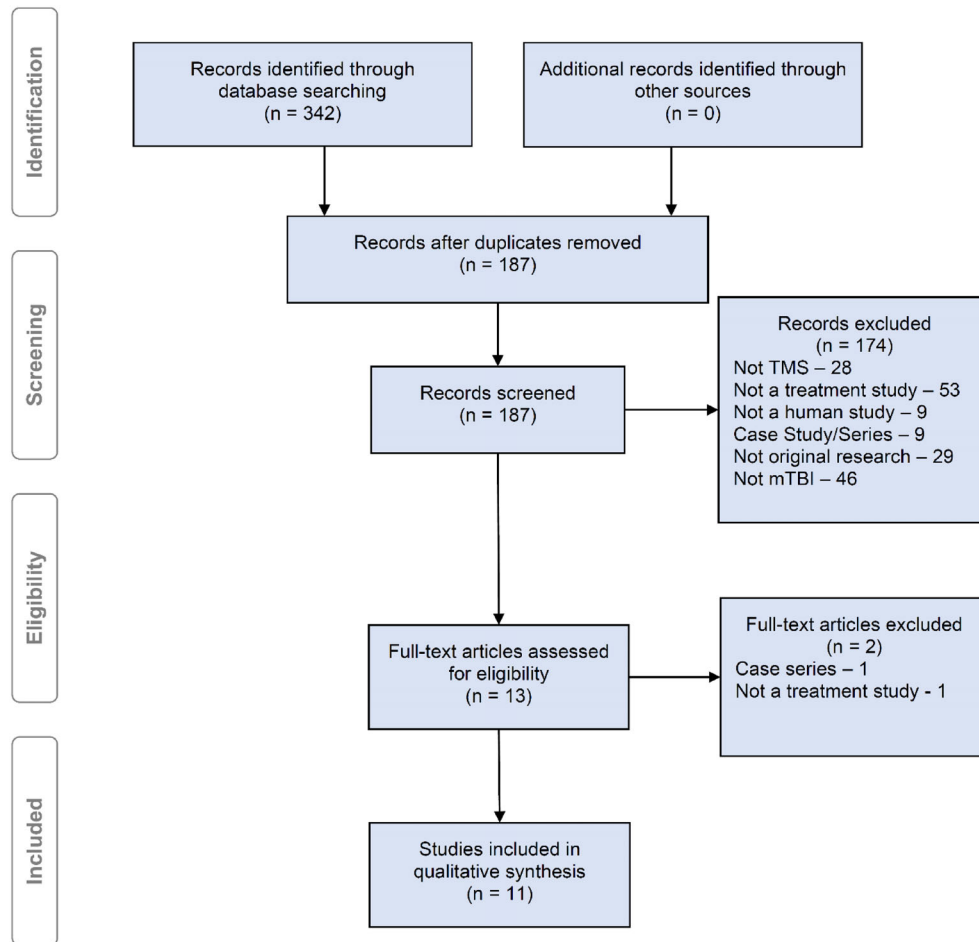 Identification
Records identified through
database searching
(n = 342)
Additional records identified through
other sources
(n = 0)
Records after duplicates removed
(n = 187)
Screening
Records screened
(n = 187)
Records excluded
(n = 174)
Not TMS – 28
Not a treatment study – 53
Not a human study – 9
Case Study/Series – 9
Not original research – 29
Not mTBI – 46
Eligibility
Full-text articles assessed
for eligibility
(n = 13)
Full-text articles excluded
(n = 2)
Case series – 1
Not a treatment study - 1
Included
Studies included in
qualitative synthesis
(n = 11)